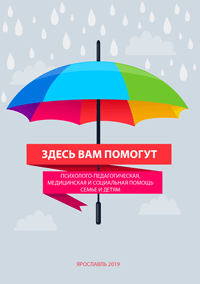 ЗДЕСЬ ВАМ ПОМОГУТ
ПСИХОЛОГО-ПЕДАГОГИЧЕСКАЯ,
МЕДИЦИНСКАЯ И СОЦИАЛЬНАЯ ПОМОЩЬ
СЕМЬЕ И ДЕТЯМ
ЯРОСЛАВЛЬ 2019